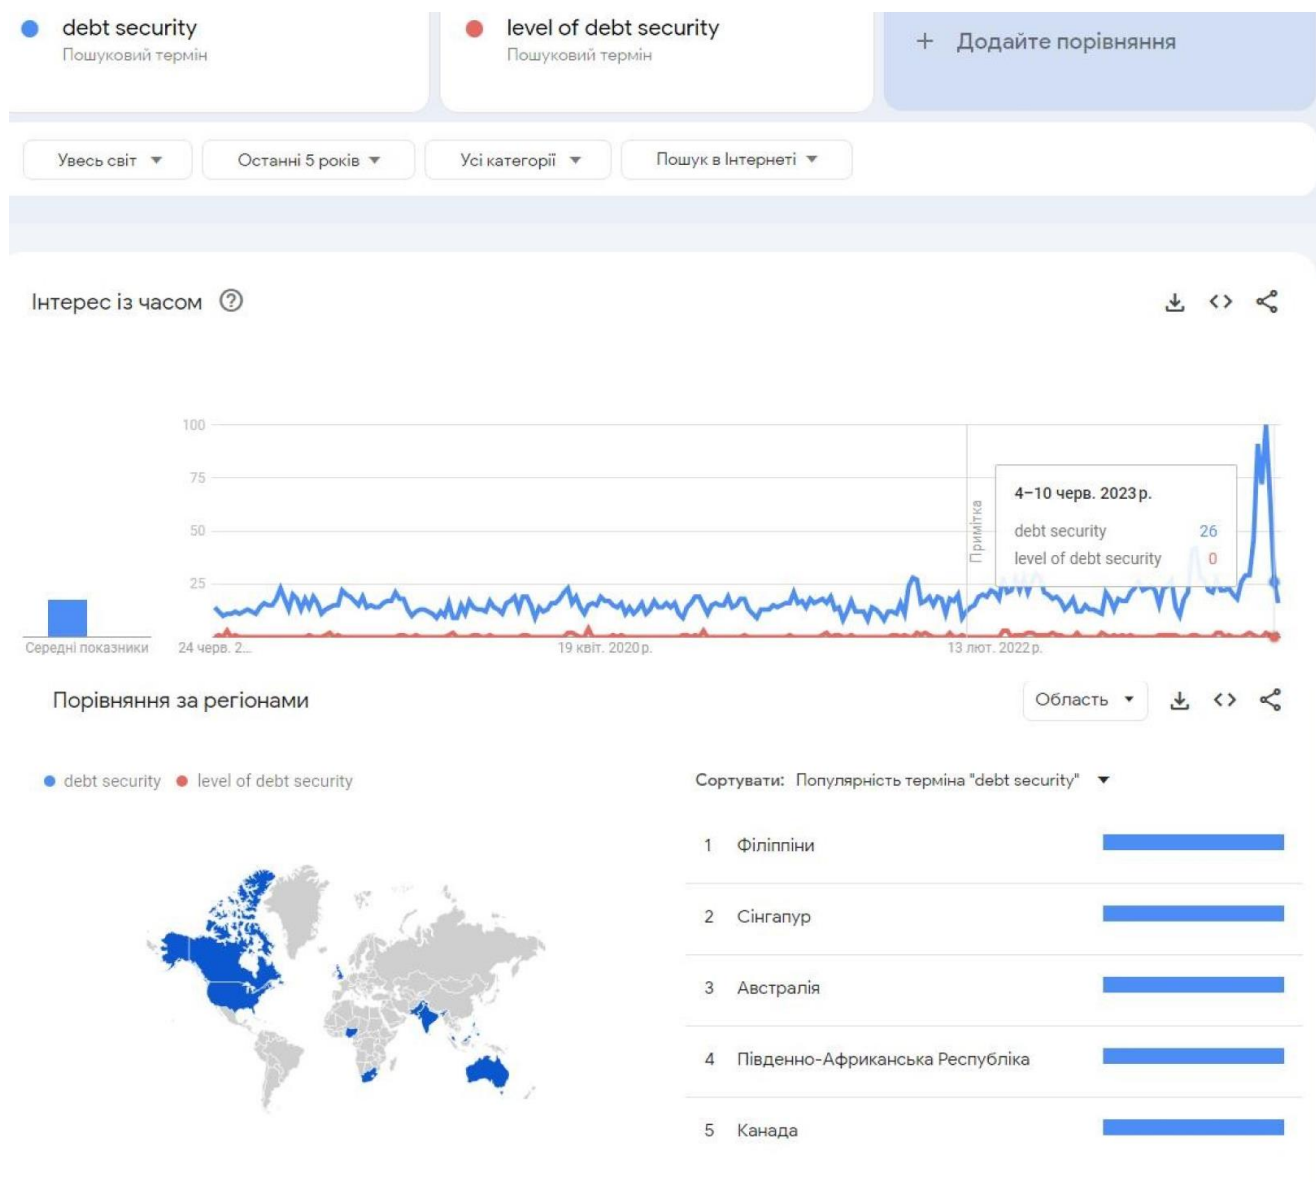 debt security
Пошуковий термін
level of debt security
Пошуковий термін
+ Додайте порівняння
Увесь світ
Останні 5 років
Усі категорії
Пошук в Інтернеті
Інтерес із часом
100
75
50
25
Примітка
4–10 черв. 2023 р.
debt security 26
level of debt security 0
Середні показники
24 черв. 2...
19 квіт. 2020 р.
13 лют. 2022 р.
Порівняння за регіонами
Область
debt security level of debt security
Сортувати: Популярність терміна "debt security"
1 Філіппіни
2 Сінгапур
3 Австралія
4 Південно-Африканська Республіка
5 Канада